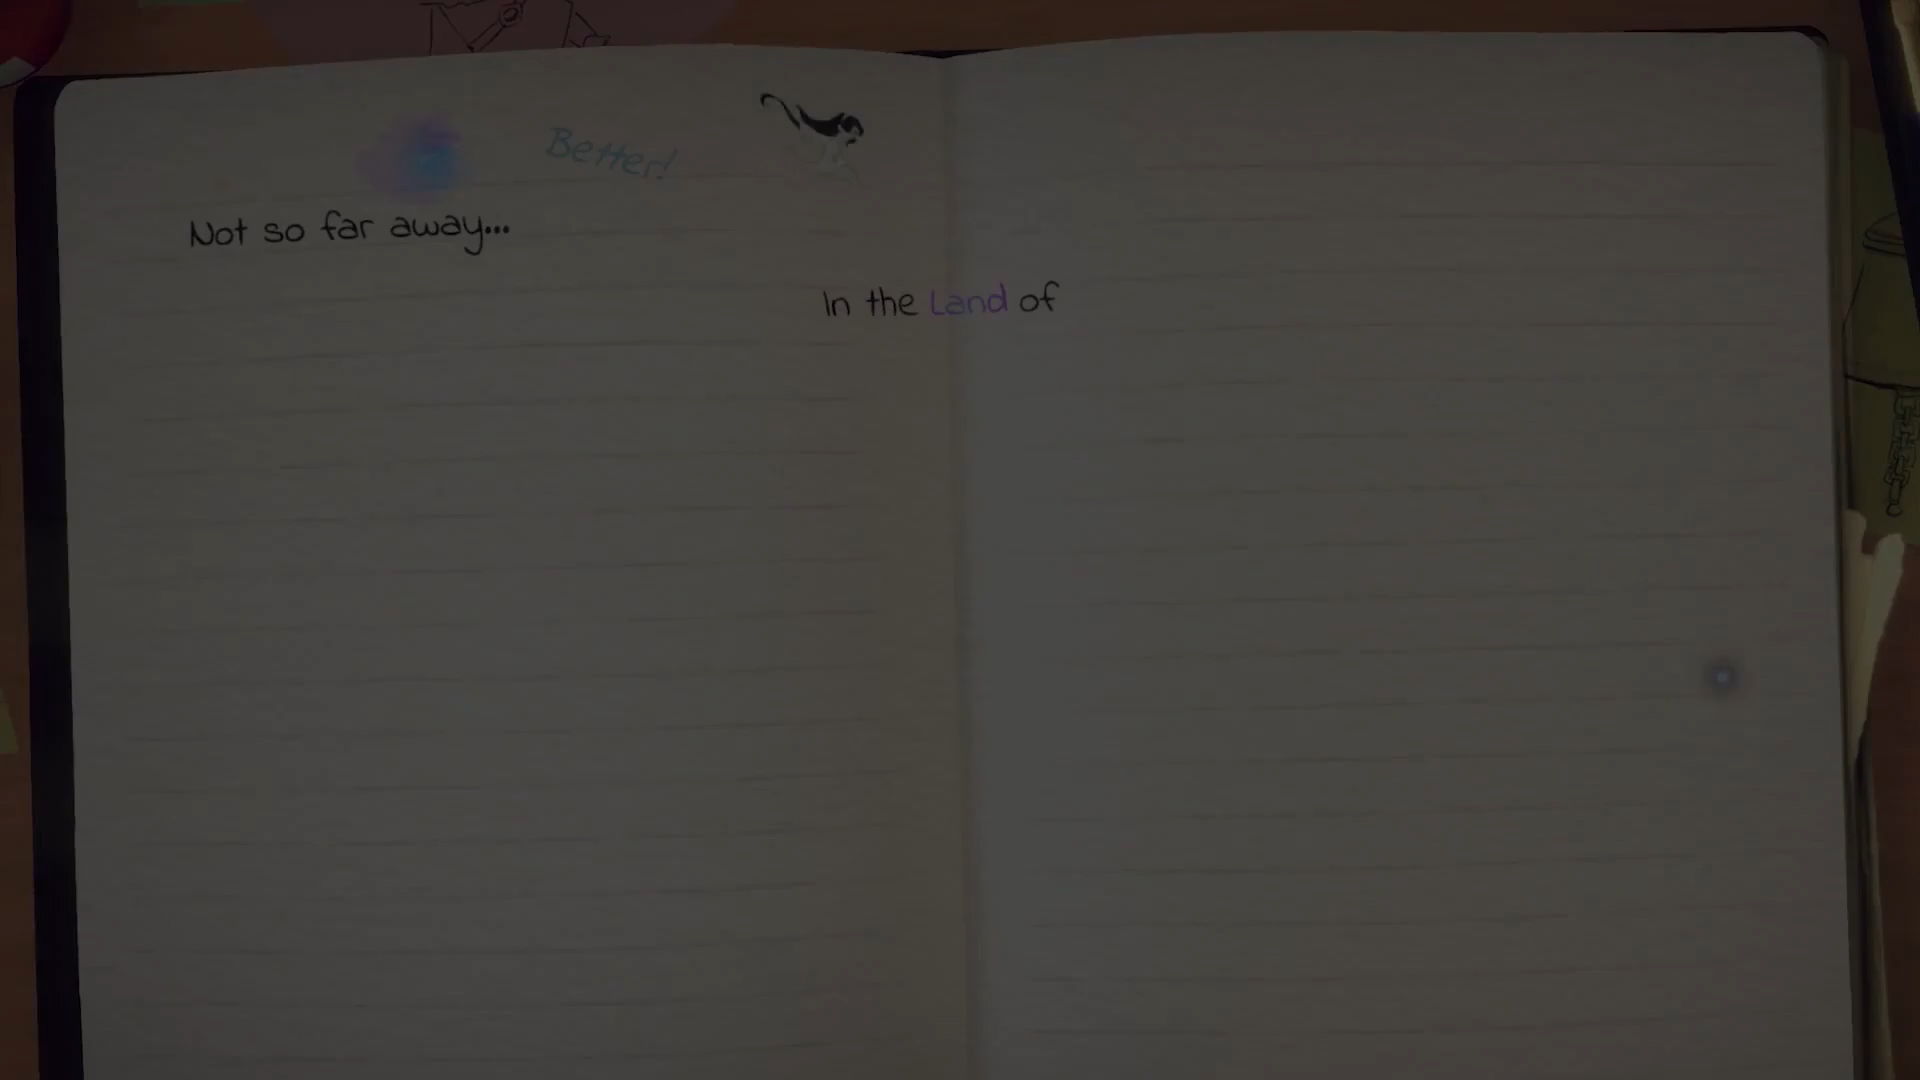 Better!
Not so far away...
In the Land of